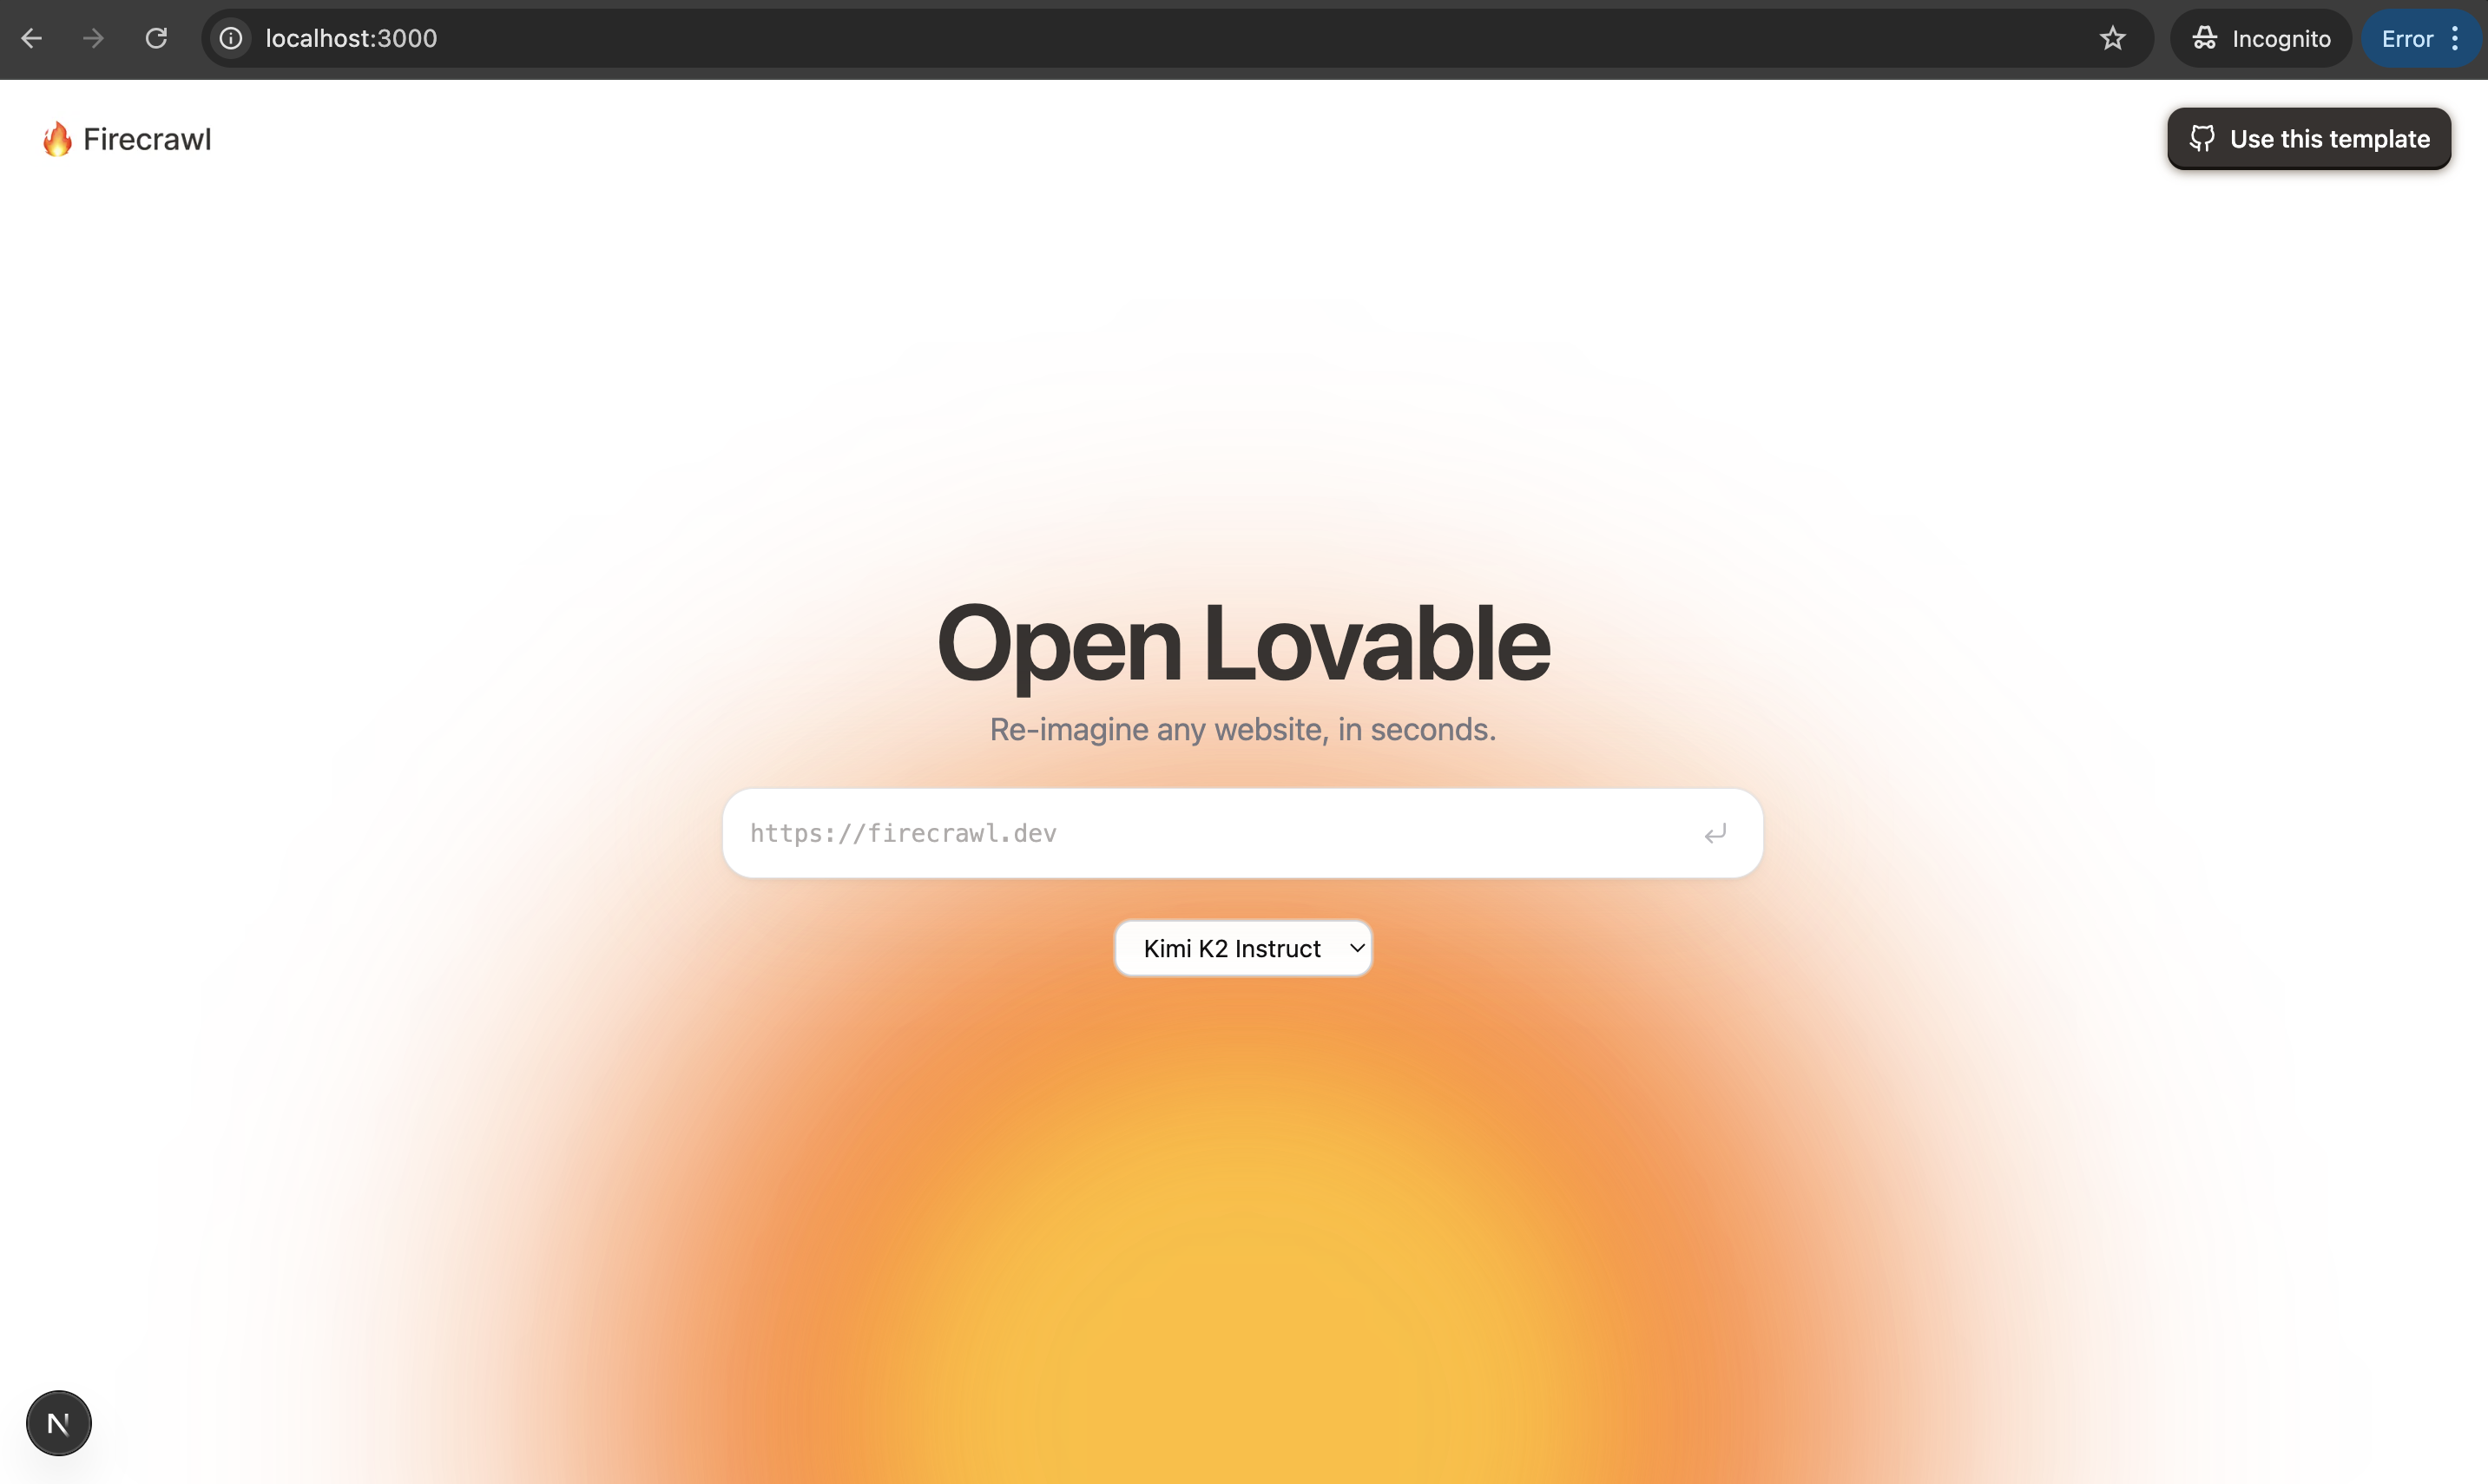 localhost:3000
Incognito
Error
Firecrawl
Use this template
Open Lovable
Re-imagine any website, in seconds.
https://firecrawl.dev
Kimi K2 Instruct
N